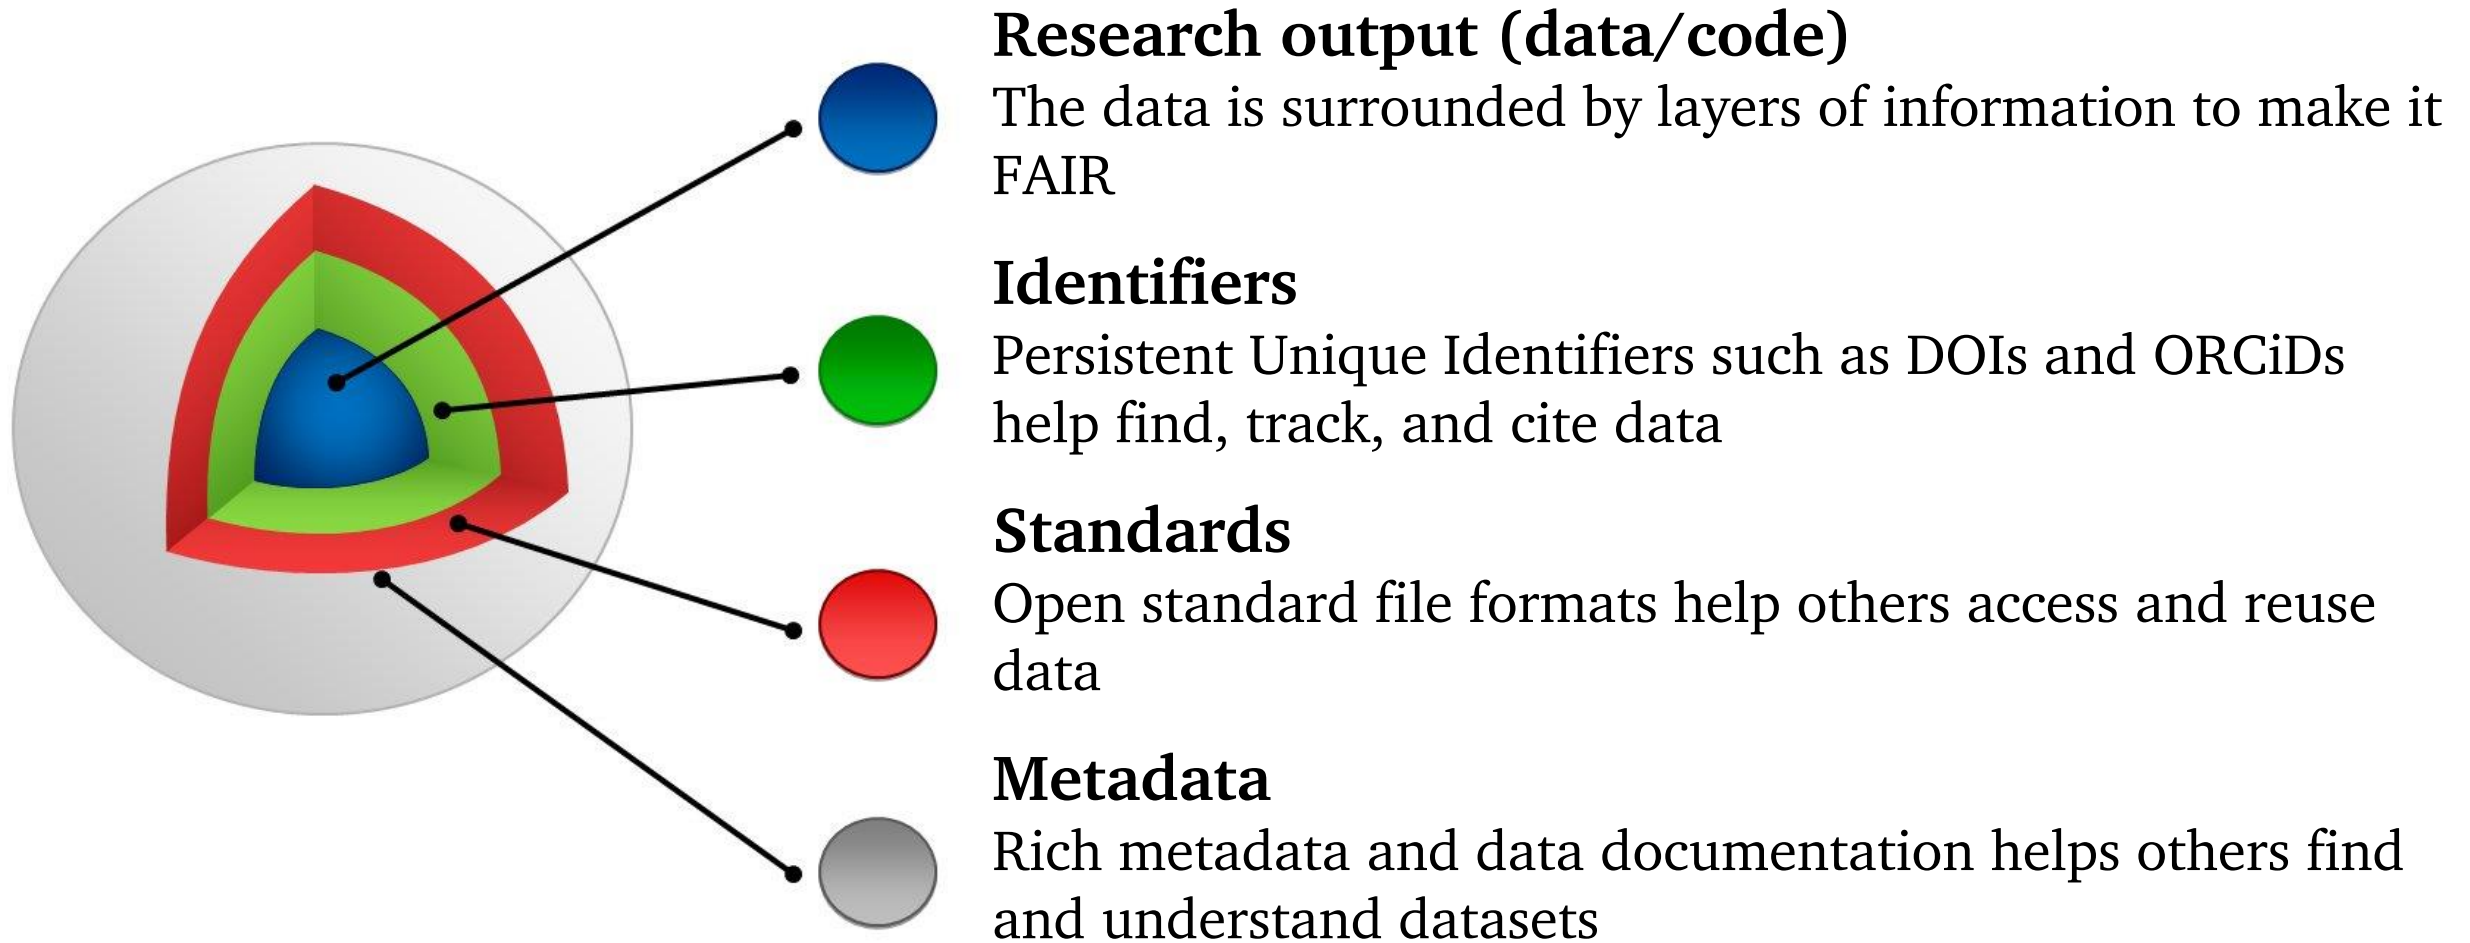 Research output (data/code)
The data is surrounded by layers of information to make it
FAIR
Identifiers
Persistent Unique Identifiers such as DOIs and ORCiDs
help find, track, and cite data
Standards
Open standard file formats help others access and reuse
data
Metadata
Rich metadata and data documentation helps others find
and understand datasets